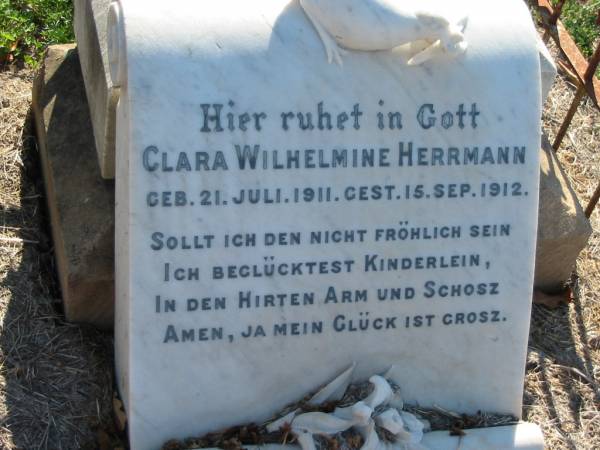 Hier ruhet in Gott
CLARA WILHELMINE HERRMANN
GEB. 21. JULI. 1911. GEST. 15. SEP. 1912.
SOLLT ICH DEN NICHT FRÖHLICH SEIN
ICH BEGLÜCKTEST KINDERLEIN,
IN DEN HIRTEN ARM UND SCHOSZ
AMEN, JA MEIN GLÜCK IST GROSZ.